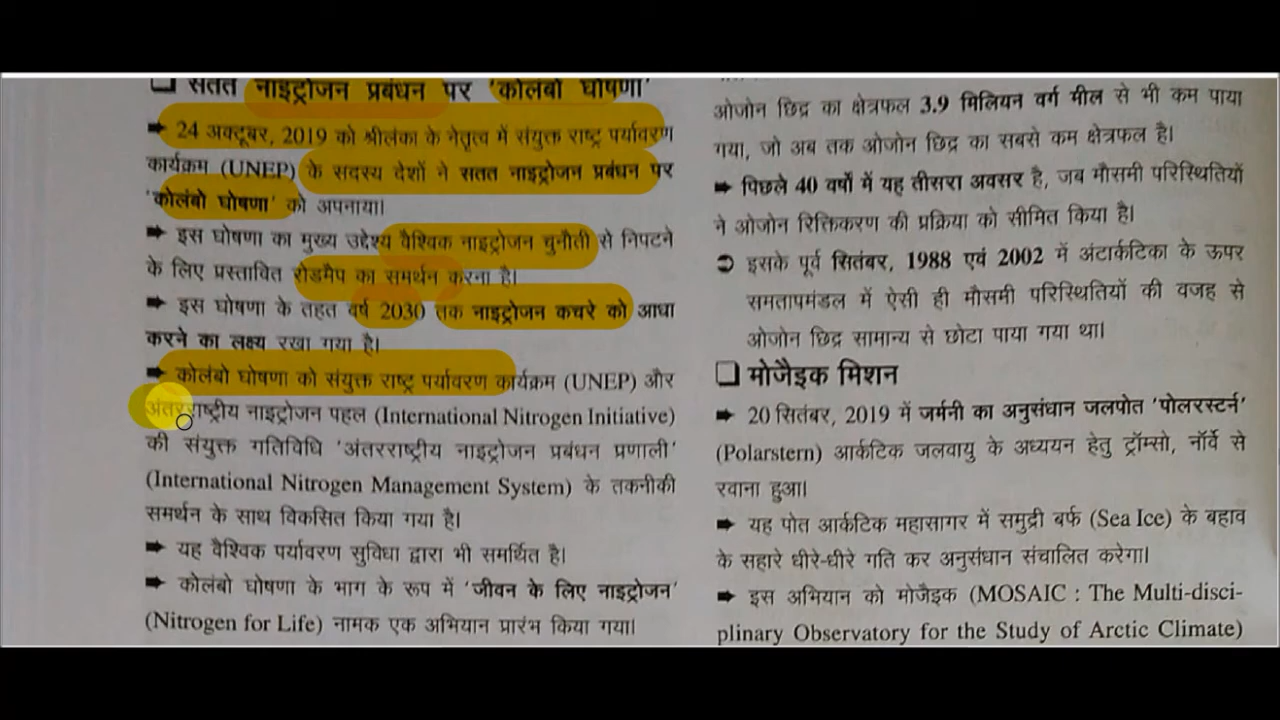 ❑ सतत नाइट्रोजन प्रबंधन पर 'कोलंबो घोषणा'
➡ 24 अक्टूबर, 2019 को श्रीलंका के नेतृत्व में संयुक्त राष्ट्र पर्यावरण
कार्यक्रम (UNEP) के सदस्य देशों ने सतत नाइट्रोजन प्रबंधन पर
'कोलंबो घोषणा' को अपनाया।
➡ इस घोषणा का मुख्य उद्देश्य वैश्विक नाइट्रोजन चुनौती से निपटने
के लिए प्रस्तावित रोडमैप का समर्थन करना है।
➡ इस घोषणा के तहत वर्ष 2030 तक नाइट्रोजन कचरे को आधा
करने का लक्ष्य रखा गया है।
➡ कोलंबो घोषणा को संयुक्त राष्ट्र पर्यावरण कार्यक्रम (UNEP) और
अंतरराष्ट्रीय नाइट्रोजन पहल (International Nitrogen Initiative)
की संयुक्त गतिविधि 'अंतरराष्ट्रीय नाइट्रोजन प्रबंधन प्रणाली'
(International Nitrogen Management System) के तकनीकी
समर्थन के साथ विकसित किया गया है।
➡ यह वैश्विक पर्यावरण सुविधा द्वारा भी समर्थित है।
➡ कोलंबो घोषणा के भाग के रूप में 'जीवन के लिए नाइट्रोजन'
(Nitrogen for Life) नामक एक अभियान प्रारंभ किया गया।
ओजोन छिद्र का क्षेत्रफल 3.9 मिलियन वर्ग मील से भी कम पाया
गया, जो अब तक ओजोन छिद्र का सबसे कम क्षेत्रफल है।
➡ पिछले 40 वर्षों में यह तीसरा अवसर है, जब मौसमी परिस्थितियों
ने ओजोन रिक्तिकरण की प्रक्रिया को सीमित किया है।
➲ इसके पूर्व सितंबर, 1988 एवं 2002 में अंटार्कटिका के ऊपर
समतापमंडल में ऐसी ही मौसमी परिस्थितियों की वजह से
ओजोन छिद्र सामान्य से छोटा पाया गया था।
❑ मोजैइक मिशन
➡ 20 सितंबर, 2019 में जर्मनी का अनुसंधान जलपोत 'पोलरस्टर्न'
(Polarstern) आर्कटिक जलवायु के अध्ययन हेतु ट्रॉम्सो, नॉर्वे से
रवाना हुआ।
➡ यह पोत आर्कटिक महासागर में समुद्री बर्फ (Sea Ice) के बहाव
के सहारे धीरे-धीरे गति कर अनुसंधान संचालित करेगा।
➡ इस अभियान को मोजैइक (MOSAIC : The Multi-disci-
plinary Observatory for the Study of Arctic Climate)